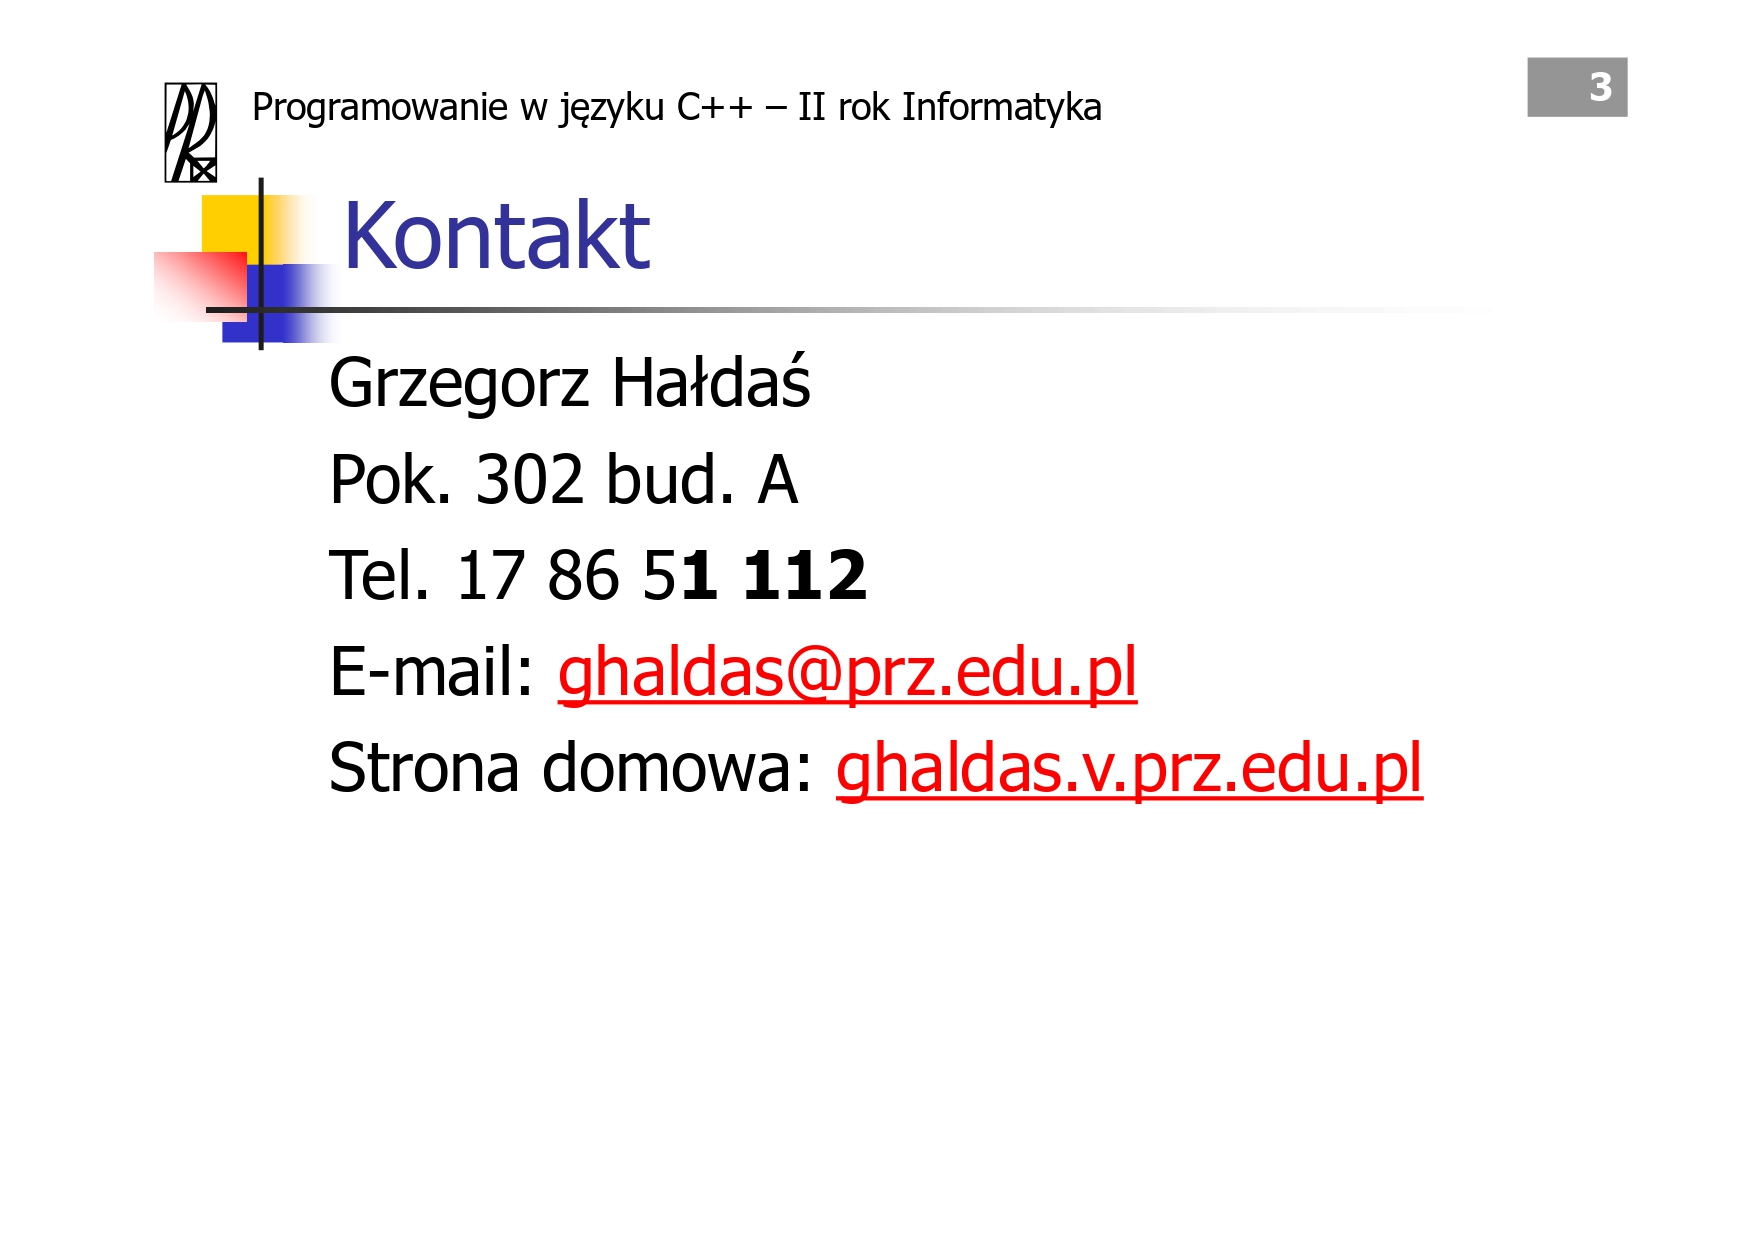 Programowanie w języku C++ – II rok Informatyka
3
Kontakt
Grzegorz Hałdaś
Pok. 302 bud. A
Tel. 17 86 51 112
E-mail: ghaldas@prz.edu.pl
Strona domowa: ghaldas.v.prz.edu.pl